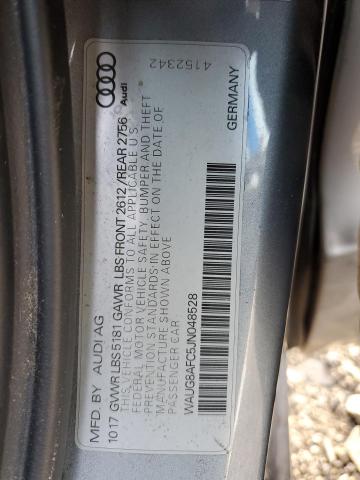 MFD. BY AUDI AG
Audi
10 17 GVWR LBS 5181 GAWR LBS FRONT 2612 / REAR 2756
THIS VEHICLE CONFORMS TO ALL APPLICABLE U.S.
FEDERAL MOTOR VEHICLE SAFETY, BUMPER AND THEFT
PREVENTION STANDARDS IN EFFECT ON THE DATE OF
MANUFACTURE SHOWN ABOVE.
PASSENGER CAR
WAUG8AFC5JN048528
4152342
GERMANY